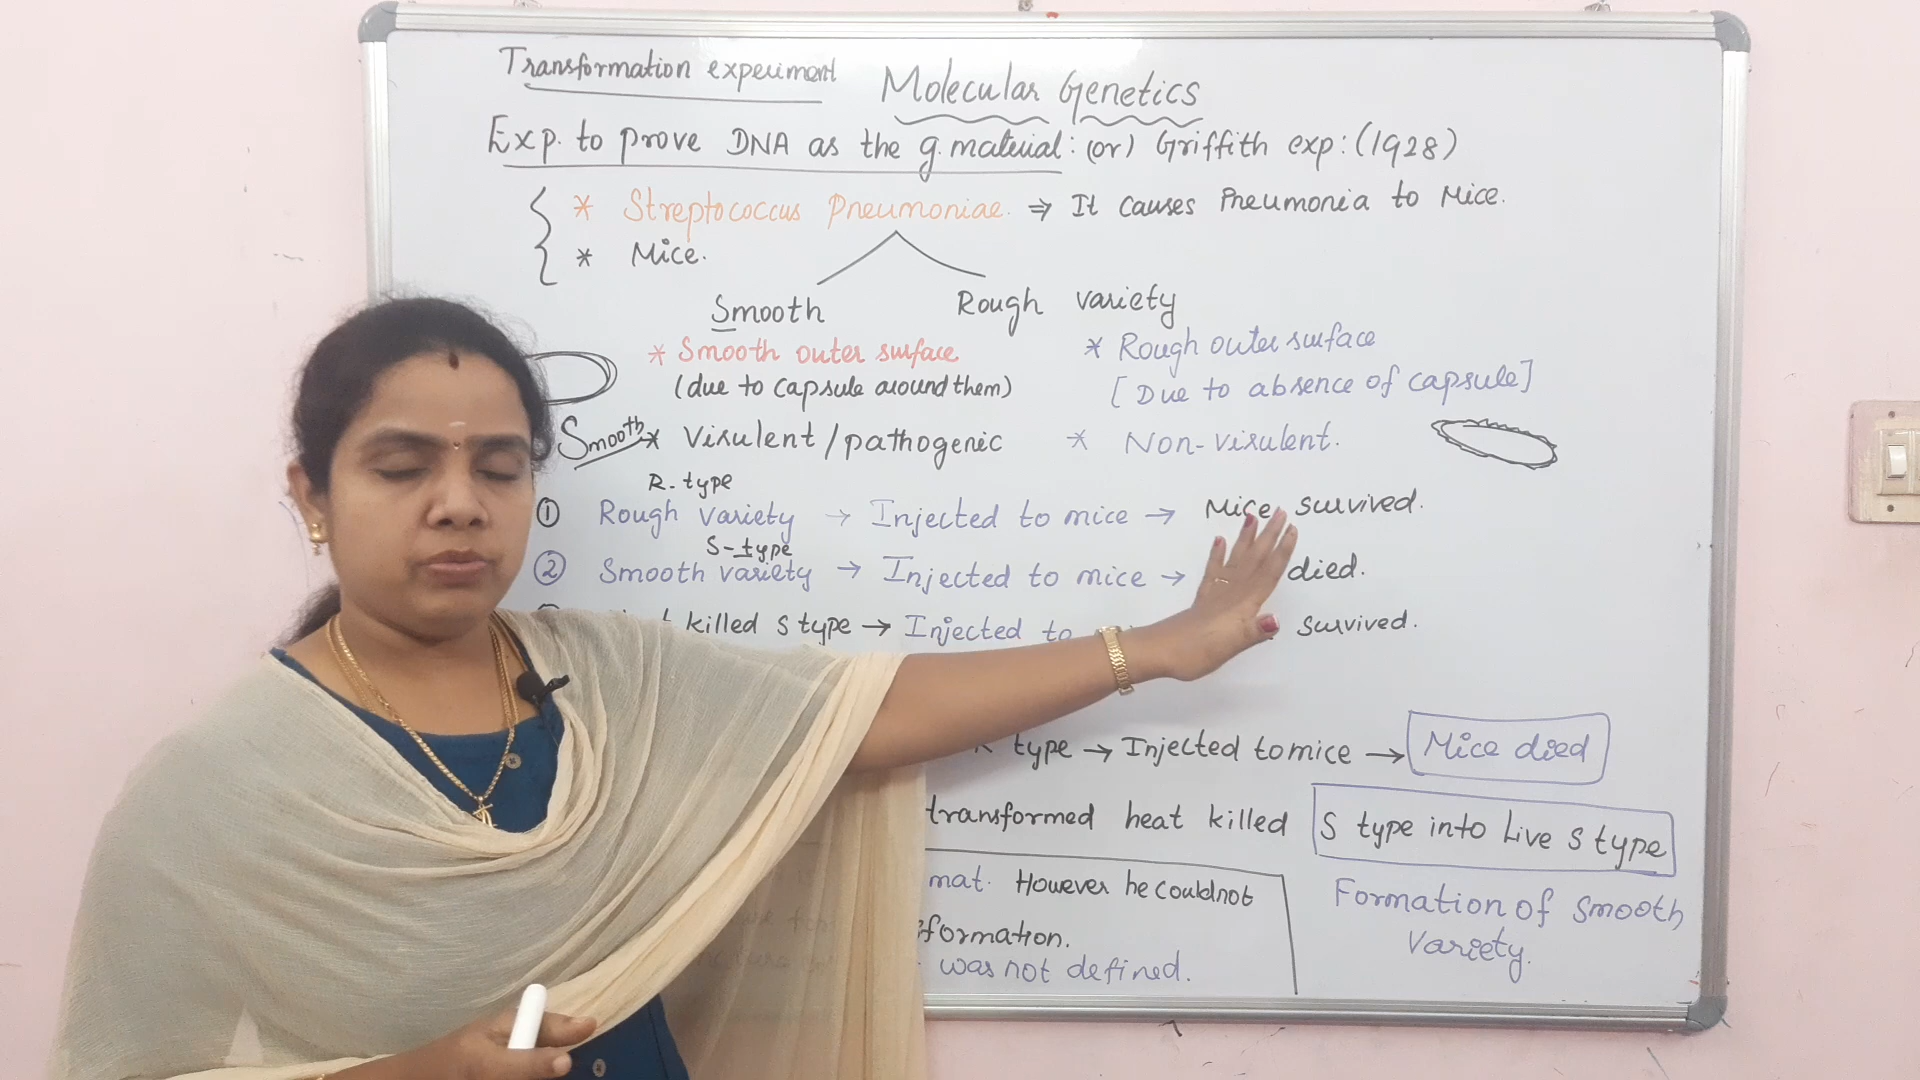 Transformation experiment
Molecular Genetics
Exp. to prove DNA as the g. material: (or) Griffith exp: (1928)
* Streptococcus Pneumoniae. ⇒ It causes Pneumonia to Mice.
* Mice.
Smooth Rough variety
* Smooth outer surface
(due to capsule around them)
* Rough outer surface
[Due to absence of capsule]
Smooth
* Virulent/pathogenic
* Non-virulent.
R-type
① Rough variety → Injected to mice → Mice survived.
S-type
② Smooth variety → Injected to mice → died.
killed S type → Injected to survived.
type → Injected to mice → Mice died
transformed heat killed S type into Live S type
mat. However he couldnot
formation.
was not defined.
Formation of smooth
variety.